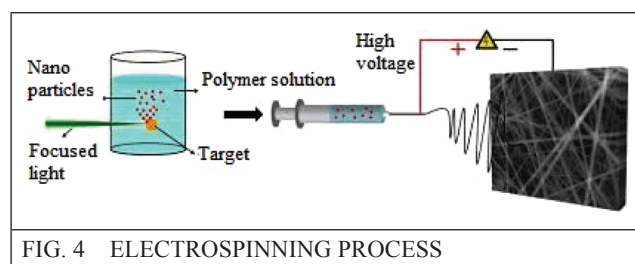 High
voltage
+
−
Nano
particles
Polymer solution
Focused
light
Target
FIG. 4 ELECTROSPINNING PROCESS